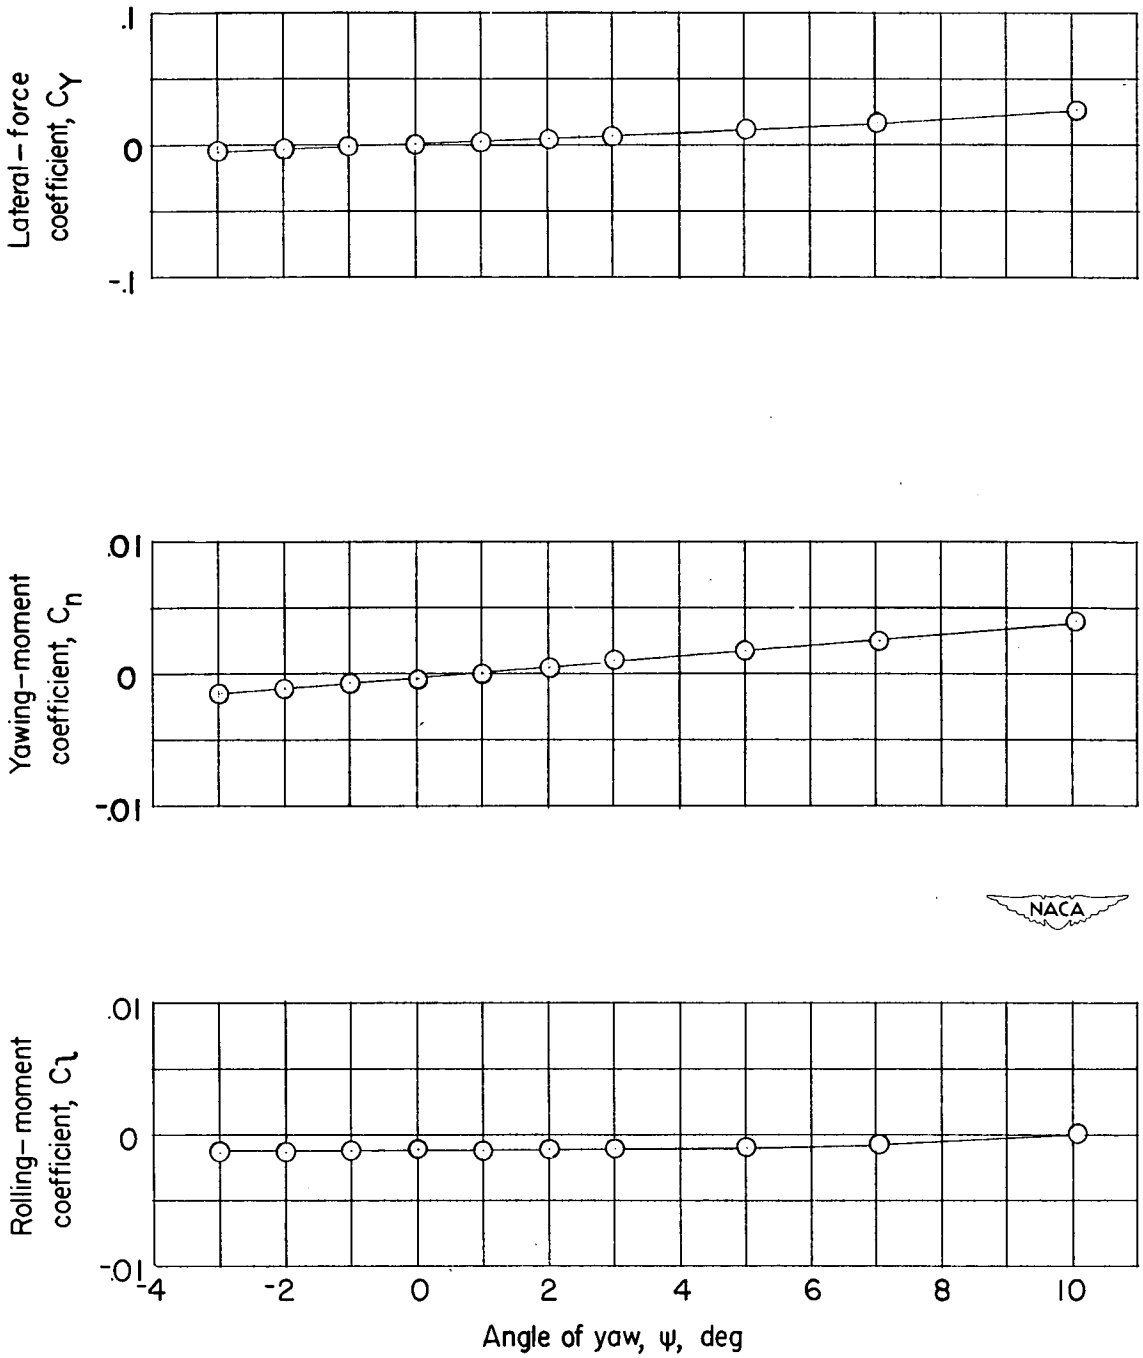 .1
Lateral-force
coefficient, CY
0
-.1
.01
Yawing-moment
coefficient, Cn
0
-.01
NACA
.01
Rolling-moment
coefficient, Cl
0
-.01
-4 -2 0 2 4 6 8 10
Angle of yaw, ψ, deg